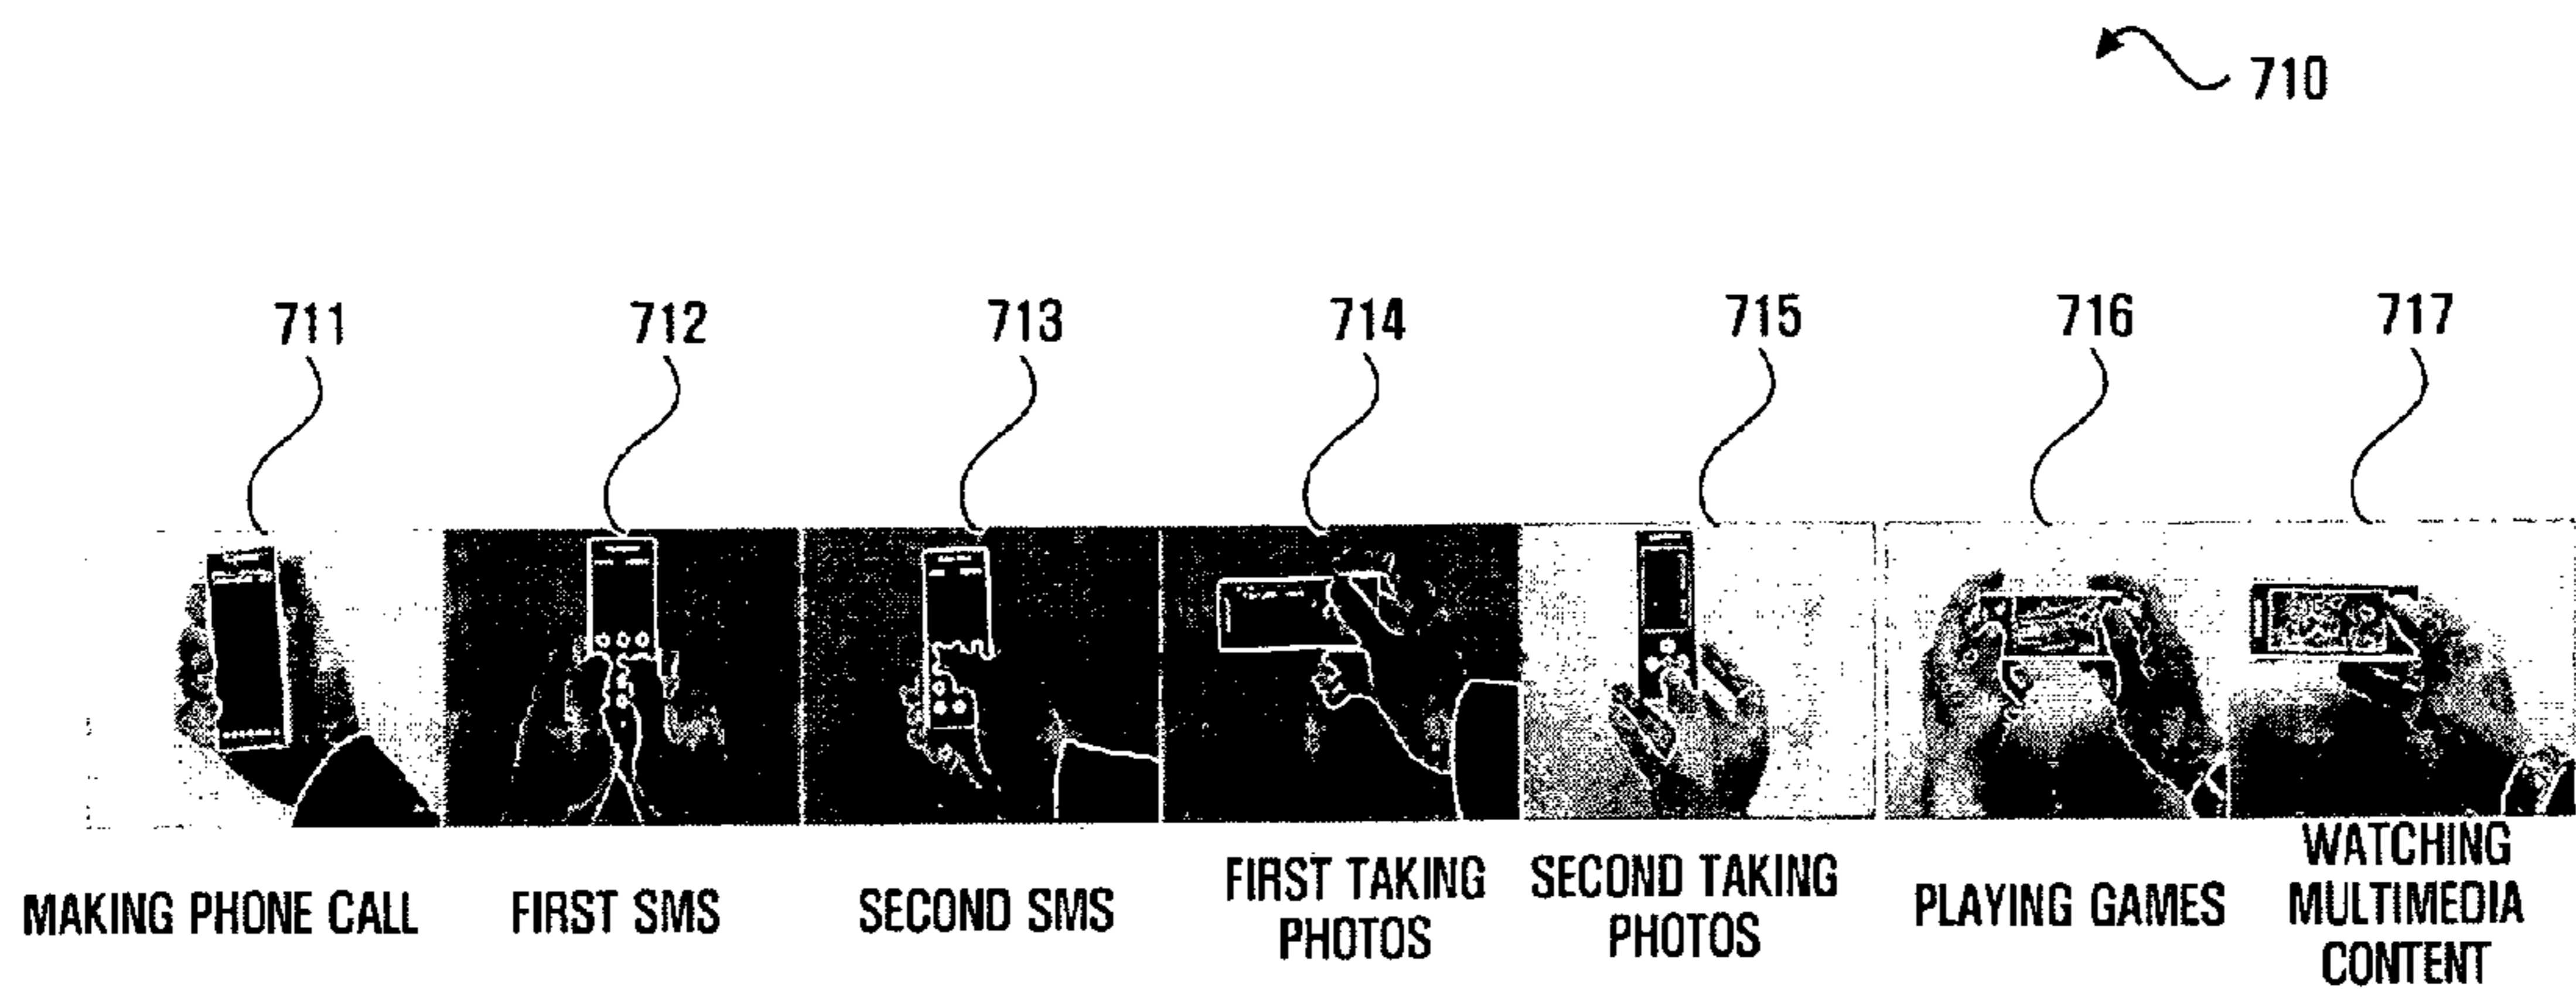 710
711 712 713 714 715 716 717
MAKING PHONE CALL
FIRST SMS
SECOND SMS
FIRST TAKING
PHOTOS
SECOND TAKING
PHOTOS
PLAYING GAMES
WATCHING
MULTIMEDIA
CONTENT